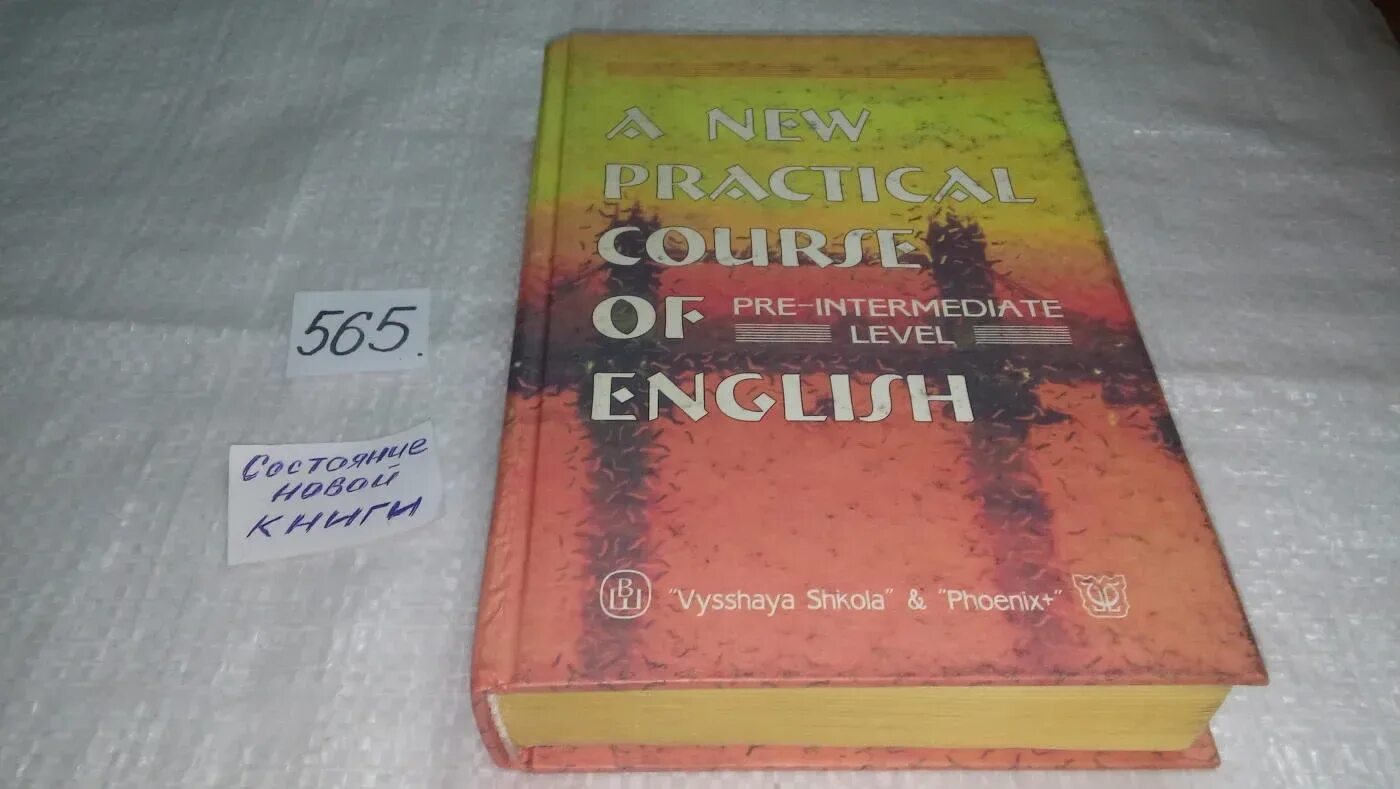 A NEW
PRACTICAL
COURSE
OF PRE-INTERMEDIATE
LEVEL
ENGLISH
"Vysshaya Shkola" & "Phoenix+"
565.
Состояние
новой
книги